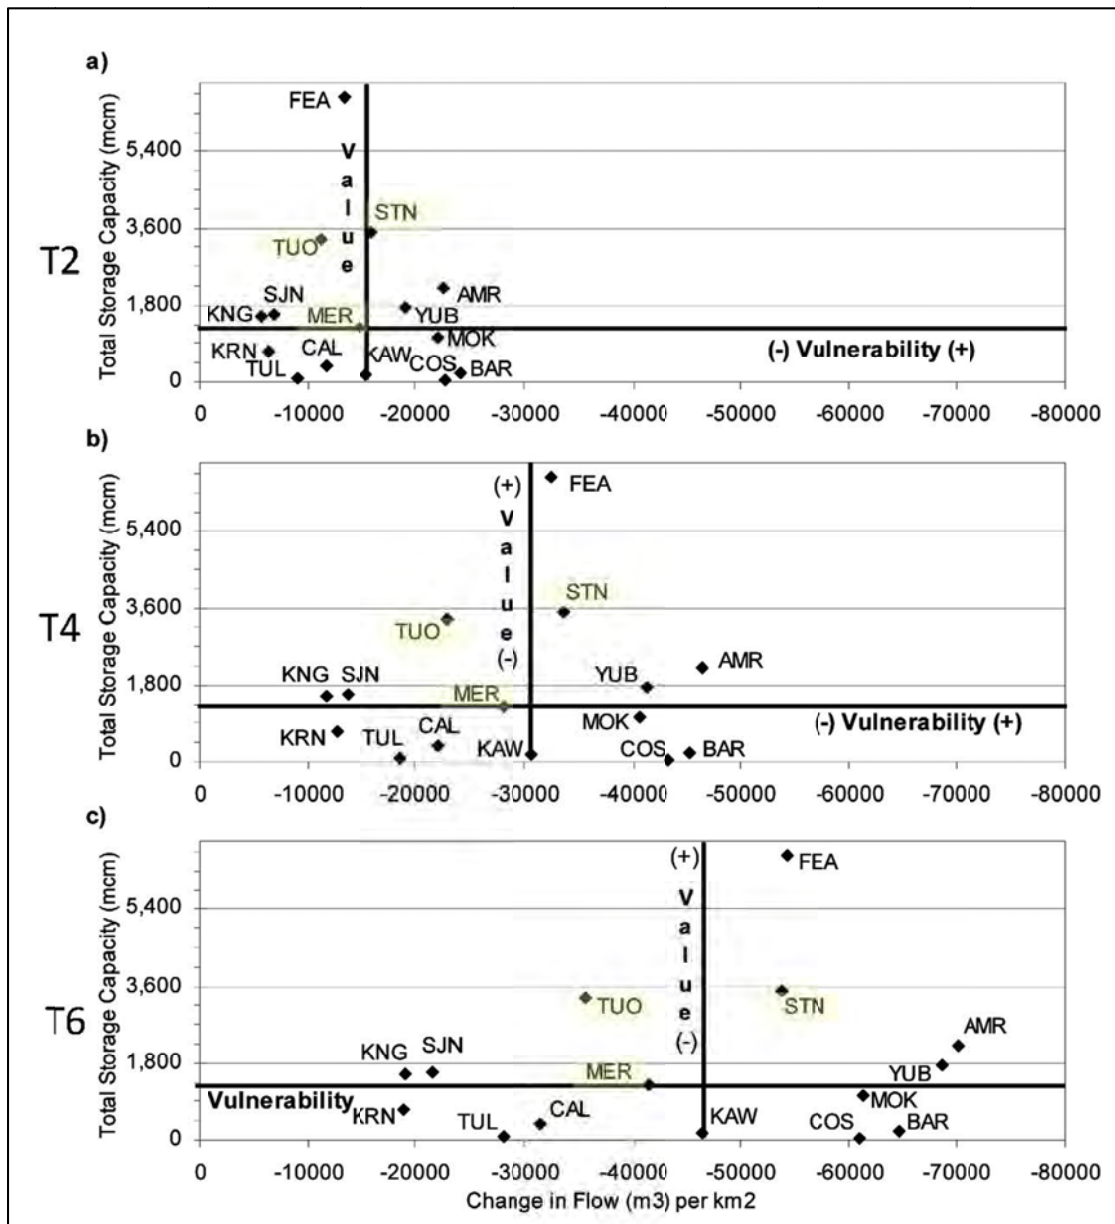 a)
Total Storage Capacity (mcm)
5,400
3,600
1,800
0
T2
FEA
Value
STN
TUO
SJN
KNG
MER
AMR
YUB
MOK
KRN
CAL
KAW
TUL
COS
BAR
(-) Vulnerability (+)
0 -10000 -20000 -30000 -40000 -50000 -60000 -70000 -80000
b)
Total Storage Capacity (mcm)
5,400
3,600
1,800
0
T4
(+)
Value
(-)
FEA
STN
TUO
KNG SJN
MER
YUB
AMR
MOK
KRN
TUL
CAL
KAW
COS
BAR
(-) Vulnerability (+)
0 -10000 -20000 -30000 -40000 -50000 -60000 -70000 -80000
c)
Total Storage Capacity (mcm)
5,400
3,600
1,800
0
T6
(+)
Value
(-)
FEA
TUO
STN
KNG
SJN
MER
AMR
YUB
Vulnerability
KRN
MOK
TUL
CAL
KAW
COS
BAR
0 -10000 -20000 -30000 -40000 -50000 -60000 -70000 -80000
Change in Flow (m3) per km2